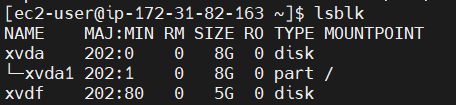 [ec2-user@ip-172-31-82-163 ~]$ lsblk
NAME    MAJ:MIN RM SIZE RO TYPE MOUNTPOINT
xvda    202:0    0   8G  0 disk
└─xvda1 202:1    0   8G  0 part /
xvdf    202:80   0   5G  0 disk